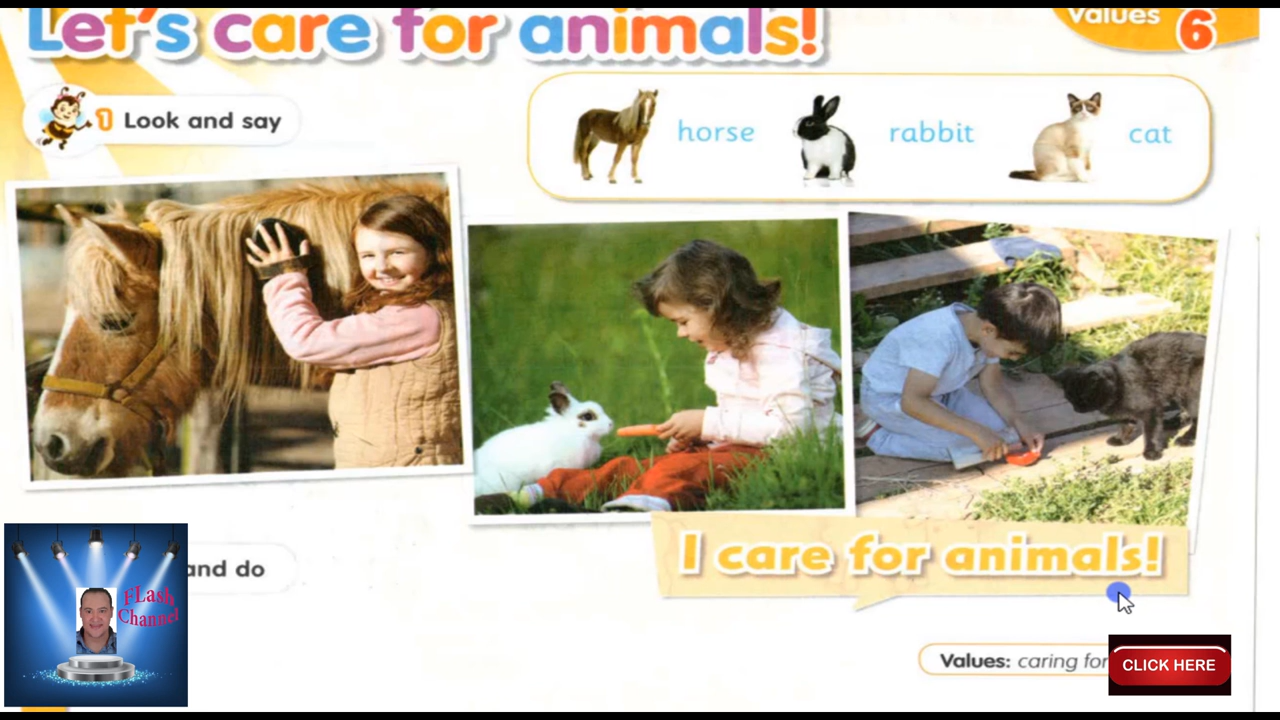 Let's care for animals!
Values 6
1 Look and say
horse rabbit cat
I care for animals!
and do
FLash
Channel
Values: caring for
CLICK HERE